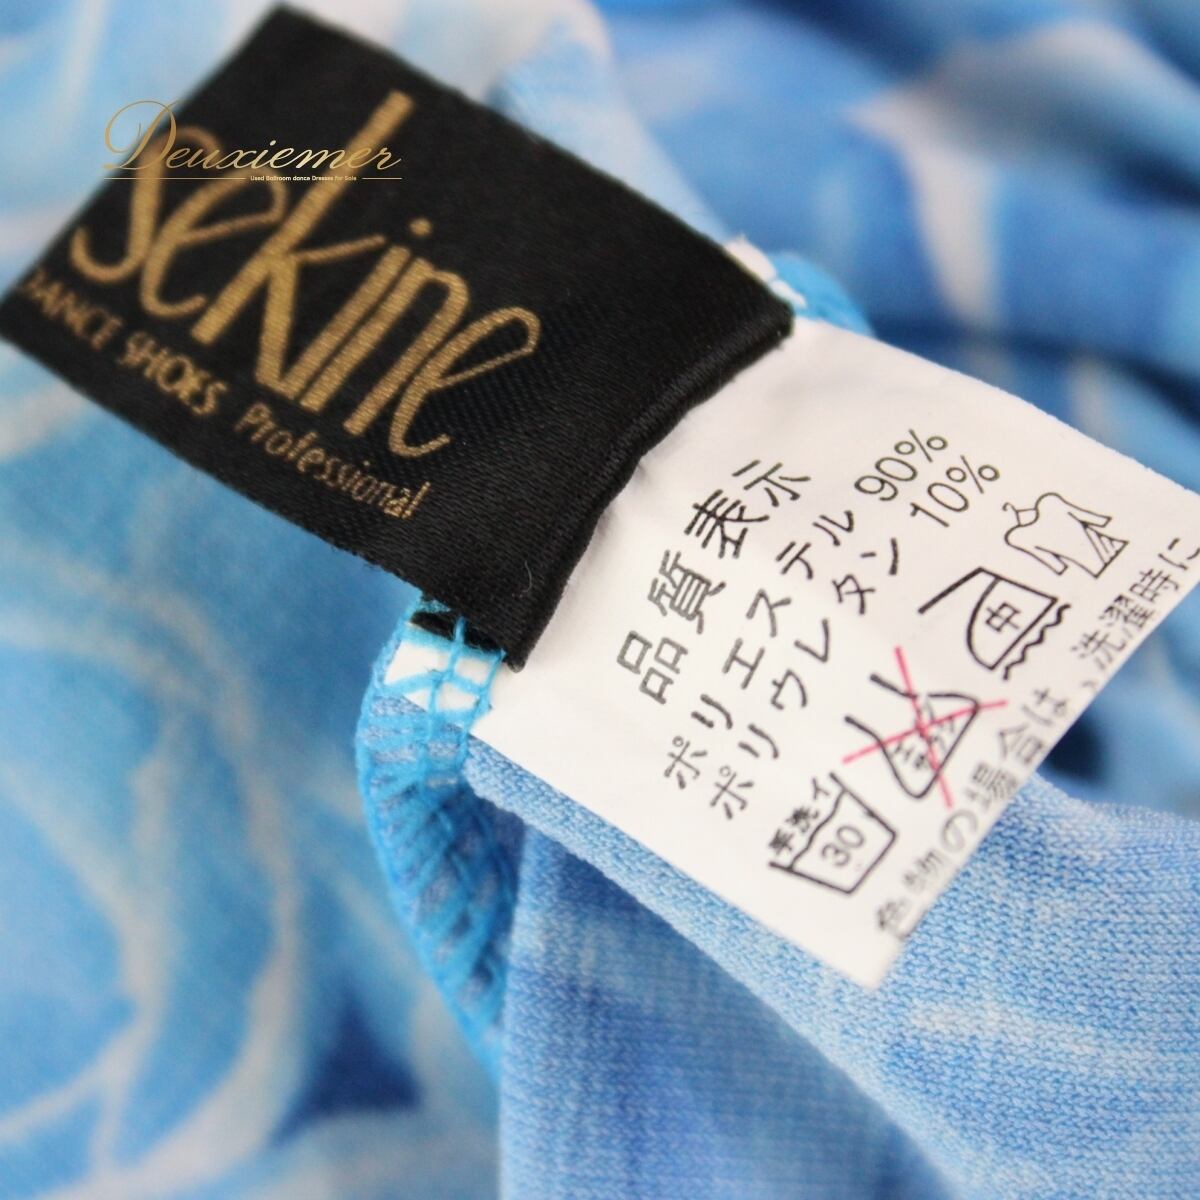 Deuxiemer
Used Ballroom dance Dresses for Sale
sekine
DANCE SHOES Professional
品質表示
ポリエステル 90%
ポリウレタン 10%
手洗イ
30
中
色物の場合は、洗濯時に